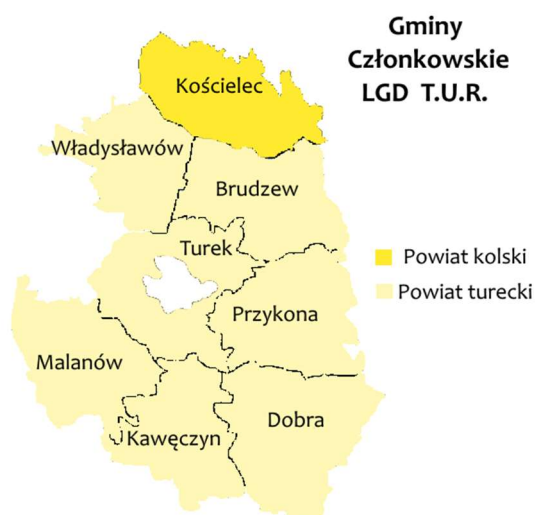 Gminy
Członkowskie
LGD T.U.R.
Kościelec
Władysławów
Brudzew
Turek
Powiat kolski
Powiat turecki
Przykona
Malanów
Dobra
Kawęczyn